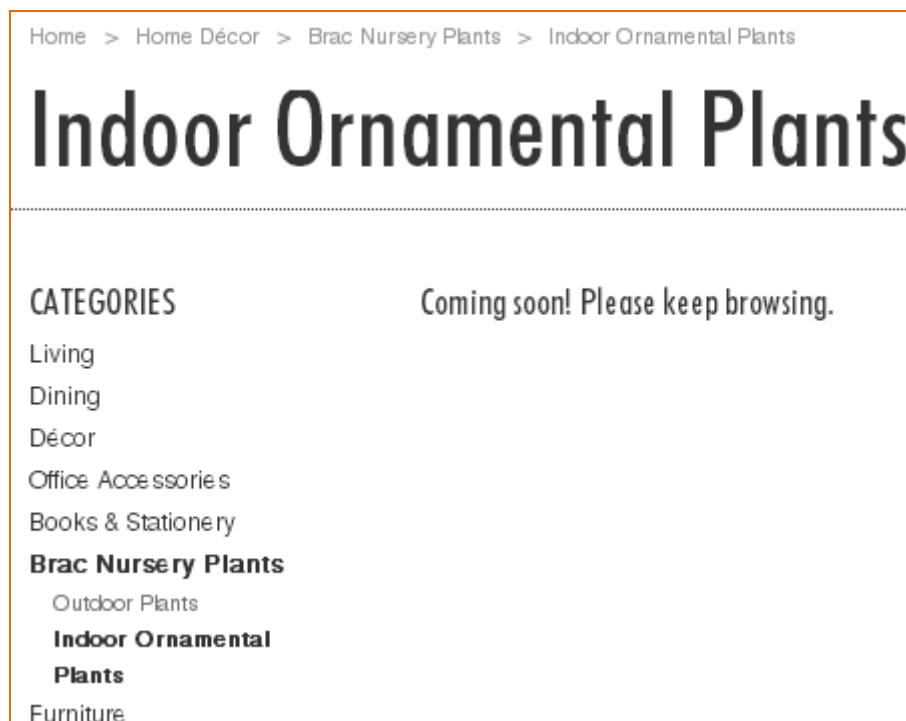 Home > Home Décor > Brac Nursery Plants > Indoor Ornamental Plants
Indoor Ornamental Plants
CATEGORIES
Living
Dining
Décor
Office Accessories
Books & Stationery
Brac Nursery Plants
Outdoor Plants
Indoor Ornamental
Plants
Furniture
Coming soon! Please keep browsing.